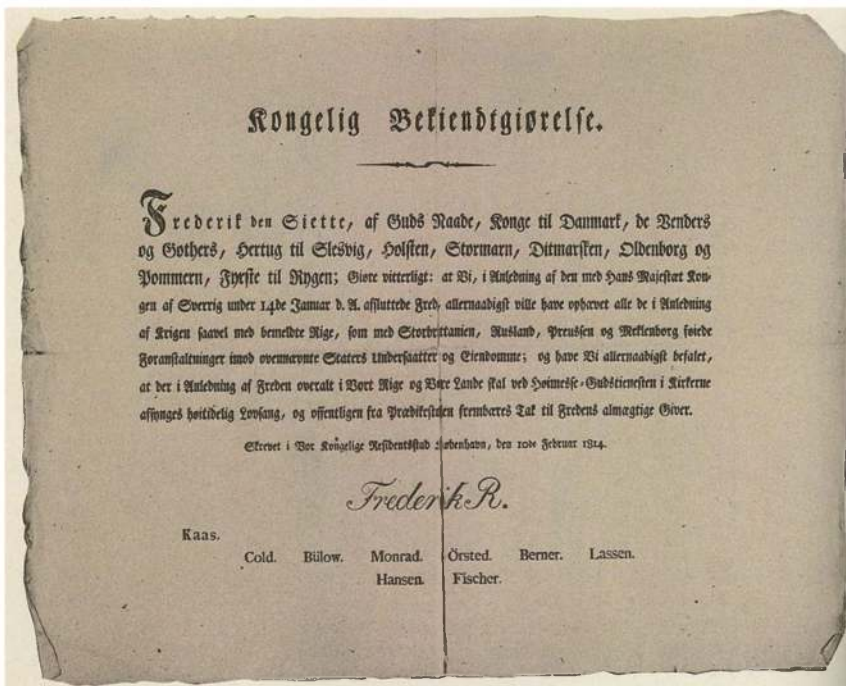 Kongelig Bekiendtgiørelse.
Frederik den Siette, af Guds Naade, Konge til Danmark, de Venders
og Gothers, Hertug til Slesvig, Holsten, Stormarn, Ditmarsken, Oldenborg og
Pommern, Fyrste til Rygen; Giøre vitterligt: at Vi, i Anledning af den med Hans Majestæt Kon-
gen af Sverrig under 14de Januar d. A. afsluttede Fred, allernaadigst ville have ophævet alle de i Anledning
af Krigen saavel med bemeldte Rige, som med Storbrittanien, Rusland, Preussen og Meklenborg føiede
Foranstaltninger imod ovennævnte Staters Undersaatter og Eiendomme; og have Vi allernaadigst befalet,
at der i Anledning af Freden overalt i Vort Rige og Vore Lande skal ved Høimesse-Gudstienesten i Kirkerne
afsynges høitidelig Lovsang, og offentligen fra Prædikestolen frembæres Tak til Fredens almægtige Giver.
Skrevet i Vor Kongelige Residentsstad Kiøbenhavn, den 10de Februar 1814.
Frederik R.
Kaas.
Cold. Bülow. Monrad. Örsted. Berner. Lassen.
Hansen. Fischer.